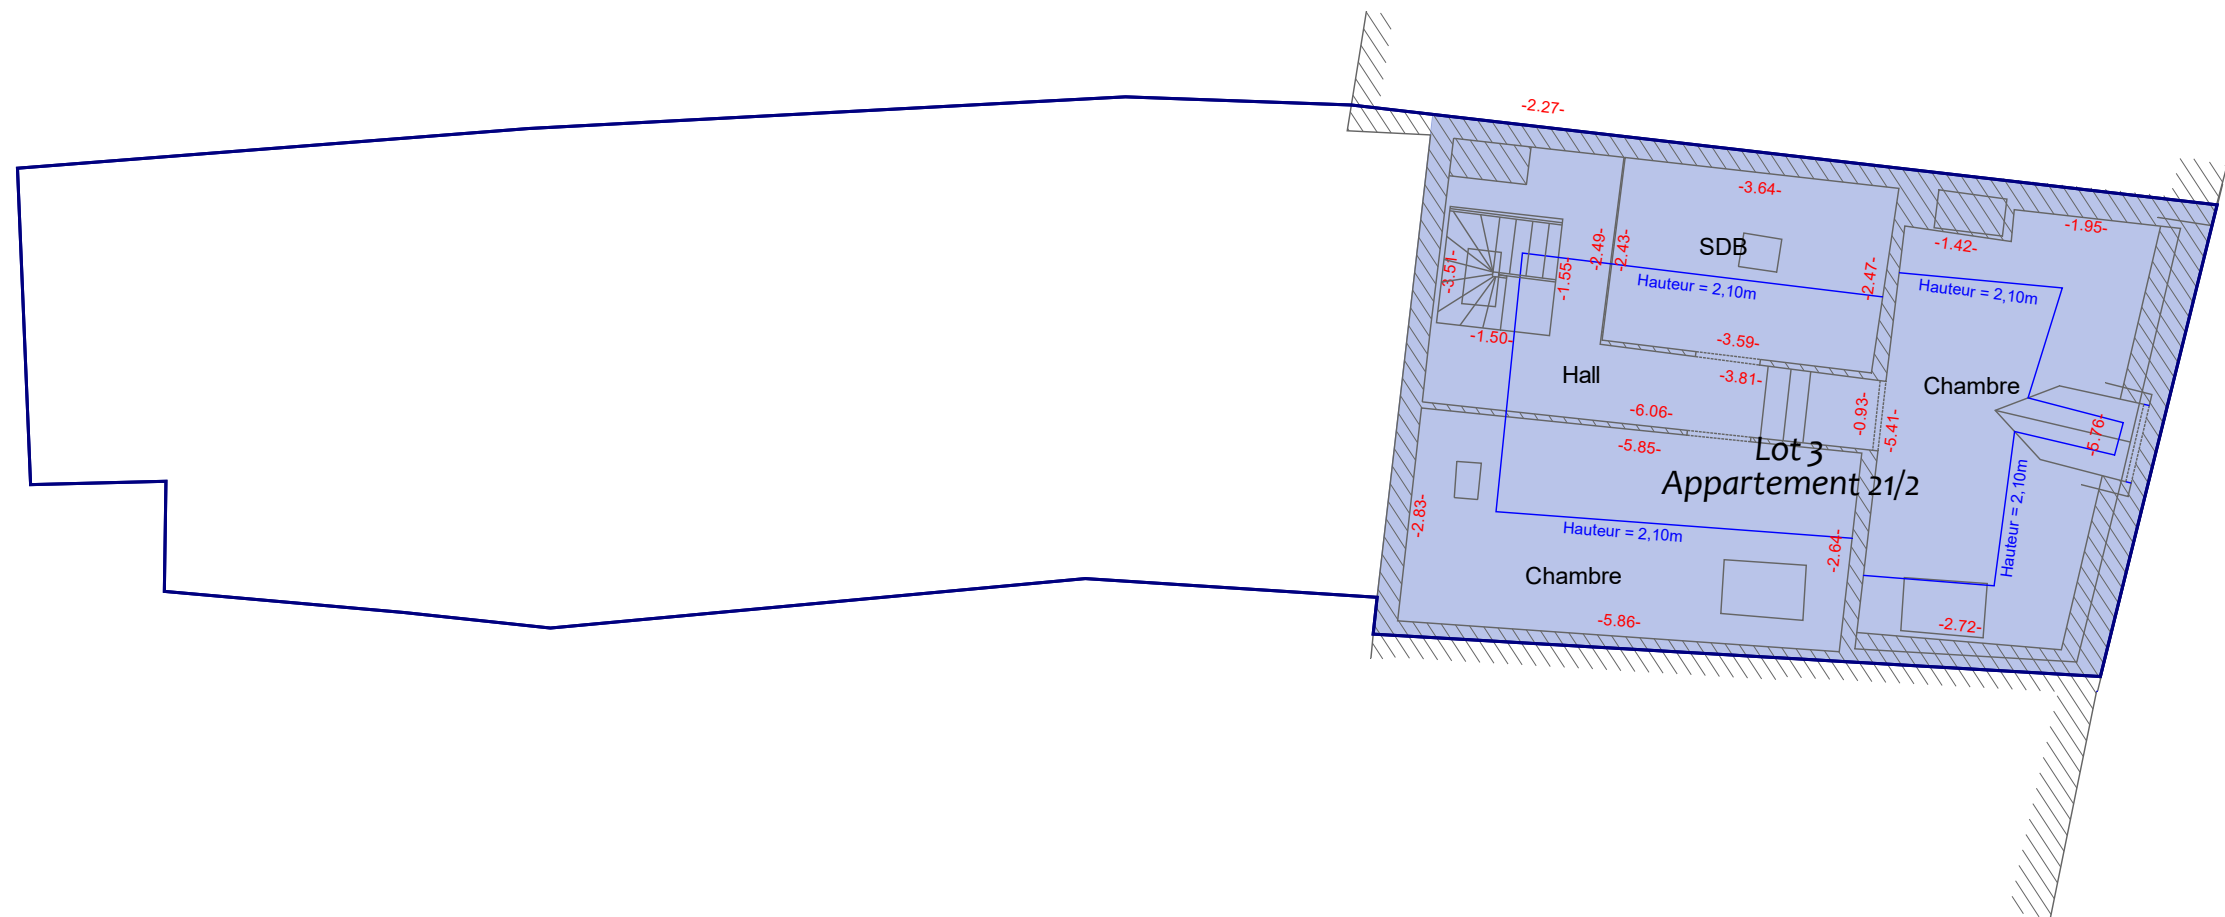 -2.27-
-3.64-
-1.95-
-1.42-
SDB
-2.49-
-2.43-
-2.47-
-3.51-
-1.55-
Hauteur = 2,10m
Hauteur = 2,10m
-1.50-
-3.59-
Hall
-3.81-
Chambre
-6.06-
-0.93-
-5.41-
-5.76-
-5.85-
Lot 3
Appartement 21/2
-2.83-
Hauteur = 2,10m
Hauteur = 2,10m
-2.64-
Chambre
-5.86-
-2.72-